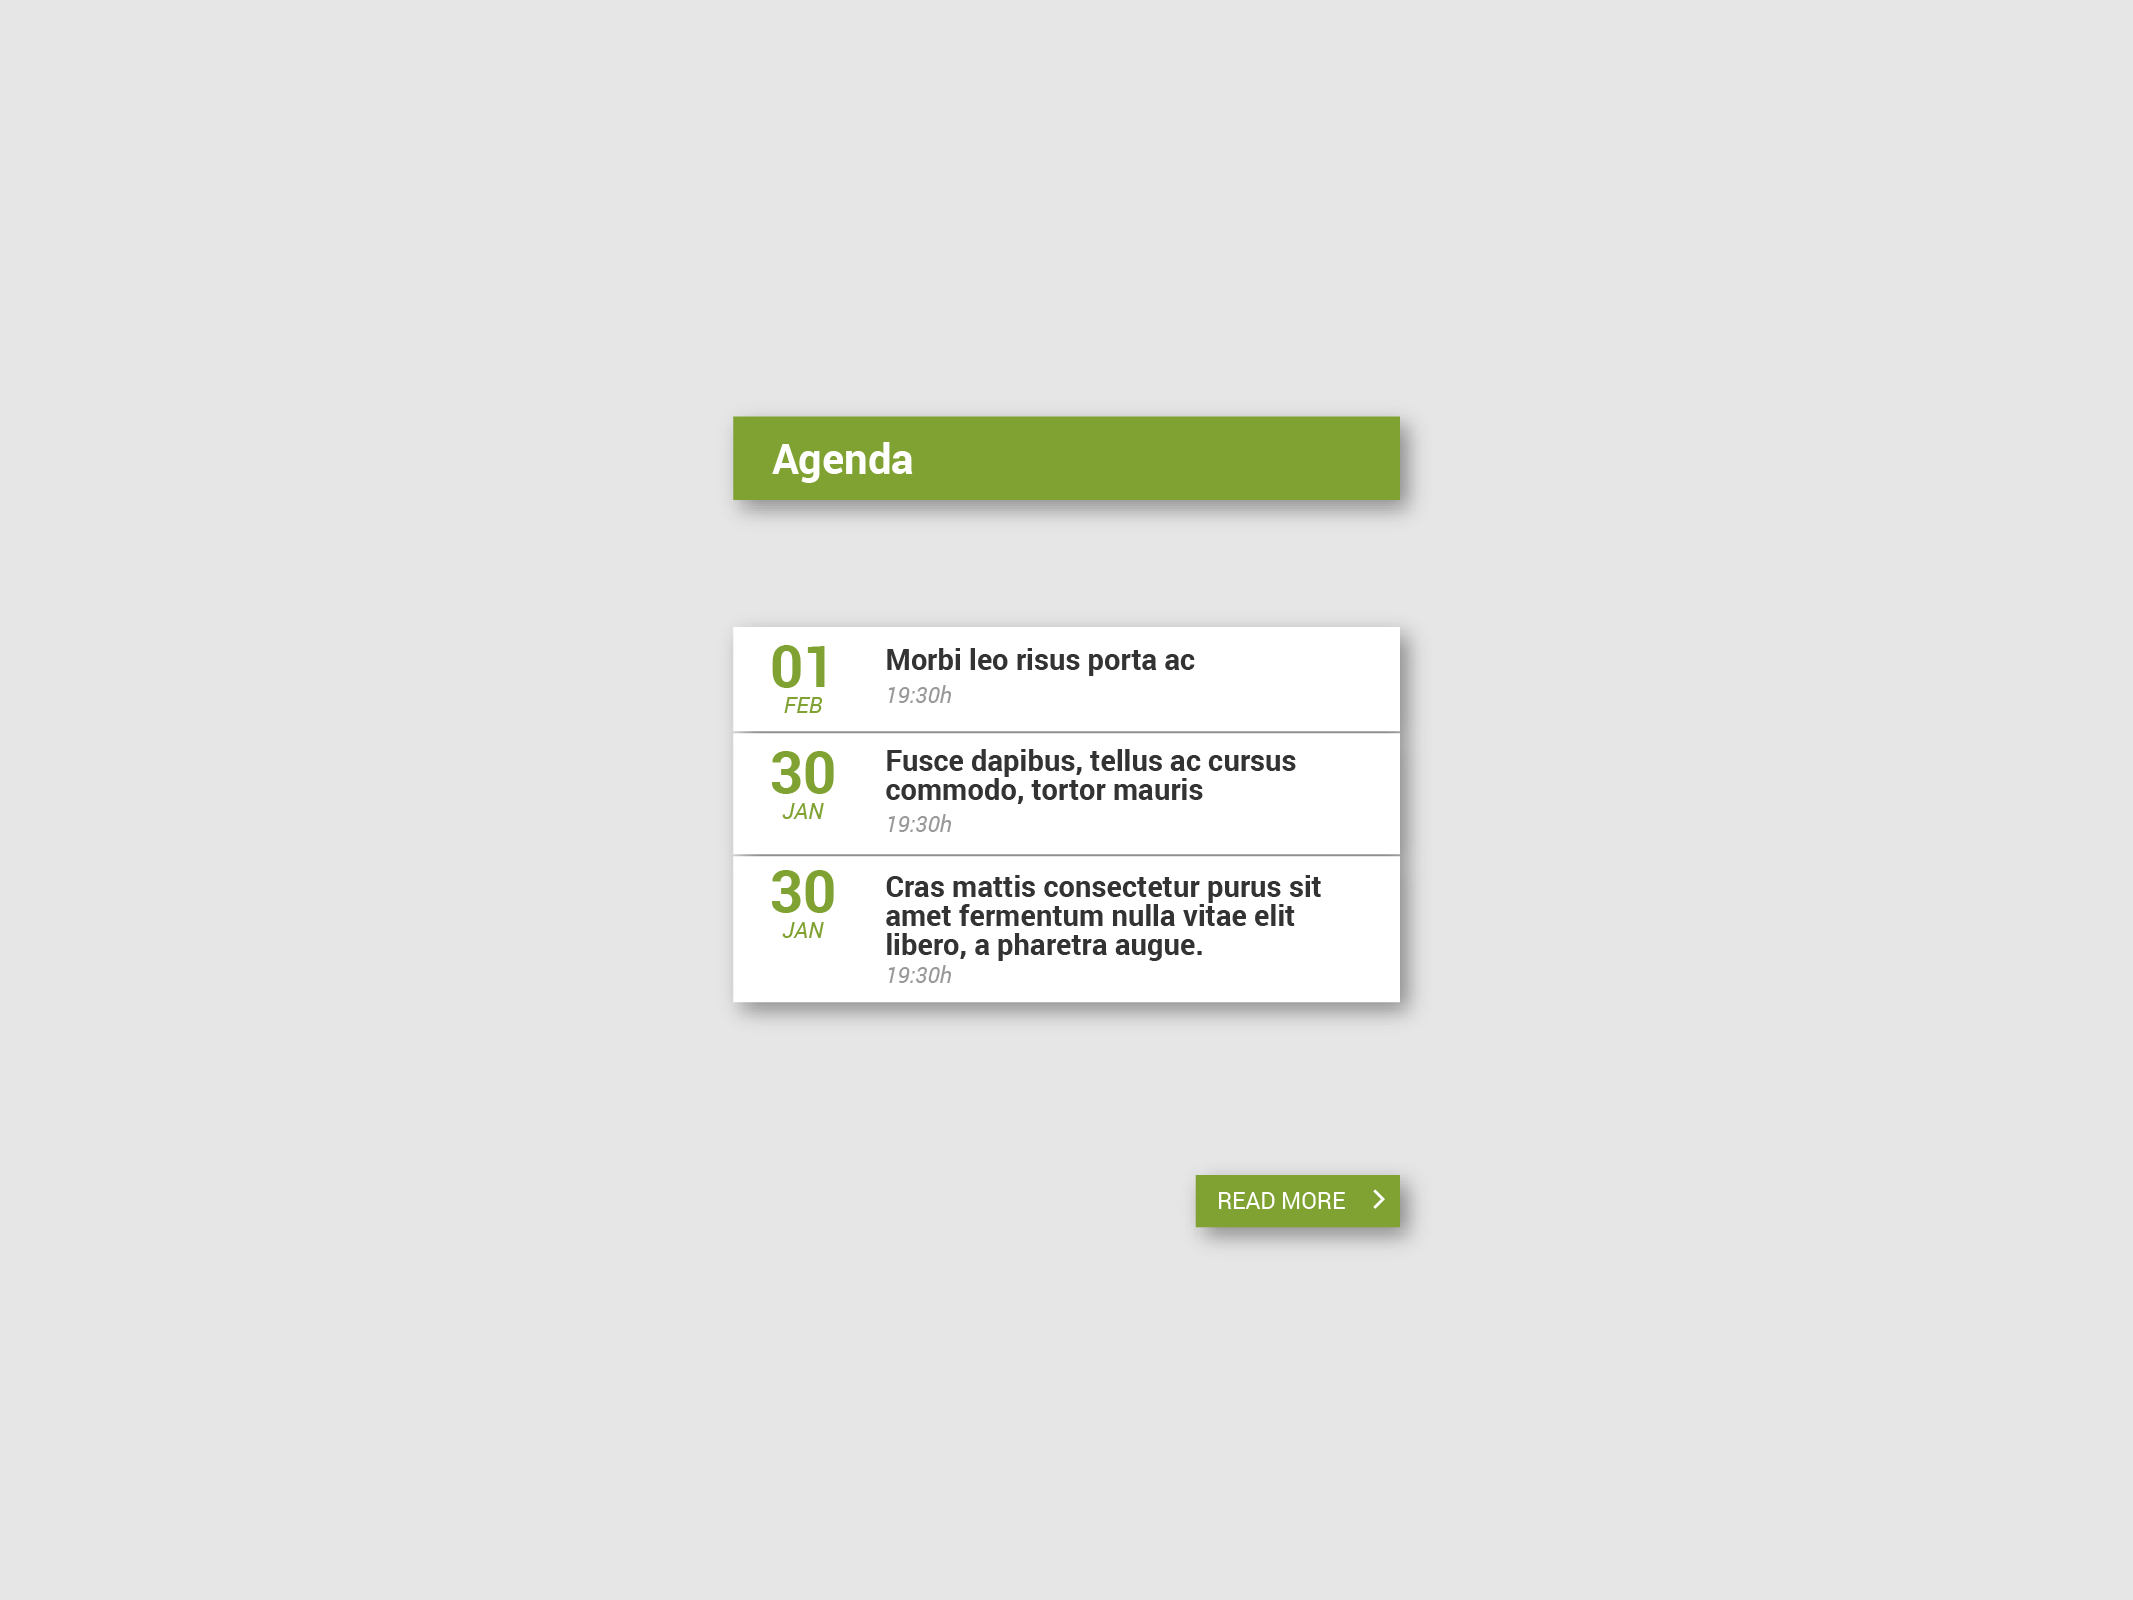 Agenda
01
FEB
Morbi leo risus porta ac
19:30h
30
JAN
Fusce dapibus, tellus ac cursus
commodo, tortor mauris
19:30h
30
JAN
Cras mattis consectetur purus sit
amet fermentum nulla vitae elit
libero, a pharetra augue.
19:30h
READ MORE